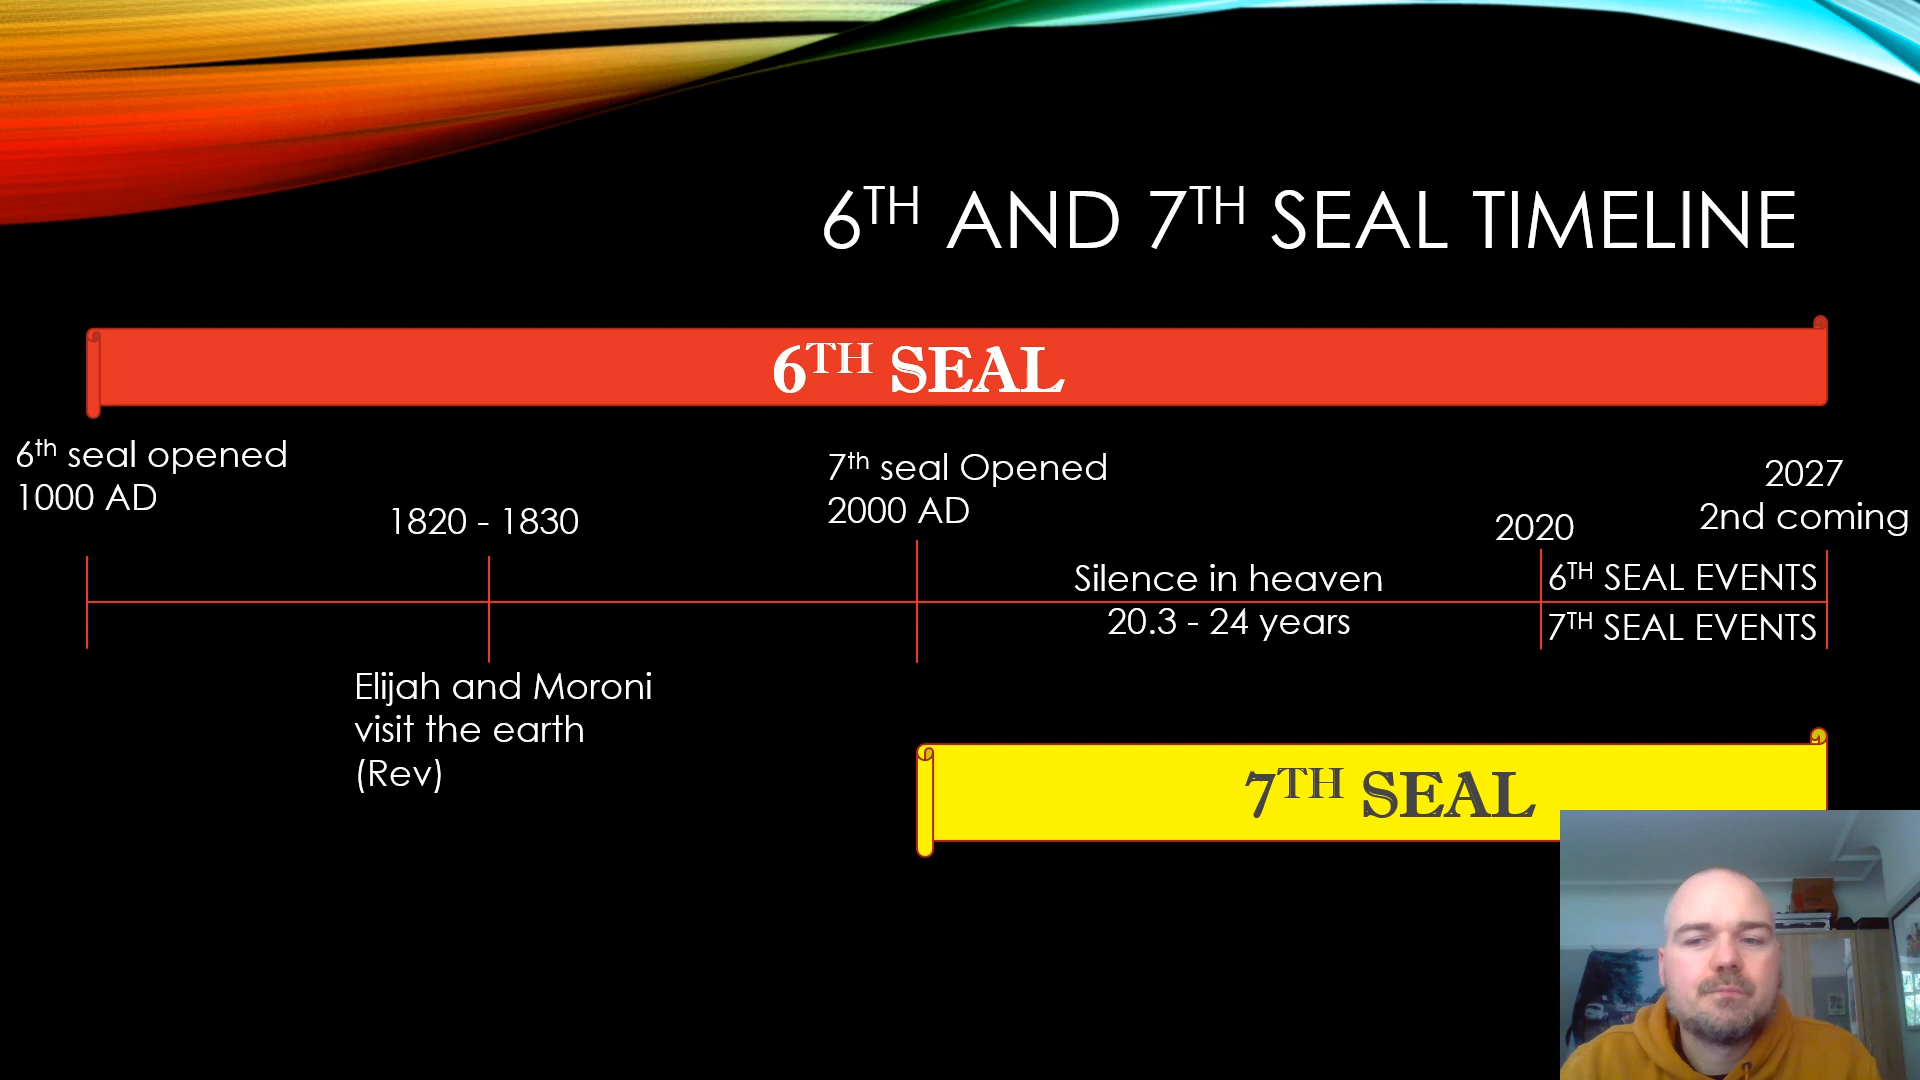 6TH AND 7TH SEAL TIMELINE
6TH SEAL
6th seal opened
1000 AD
1820 - 1830
7th seal Opened
2000 AD
2020
2027
2nd coming
Silence in heaven
20.3 - 24 years
6TH SEAL EVENTS
7TH SEAL EVENTS
Elijah and Moroni
visit the earth
(Rev)
7TH SEAL